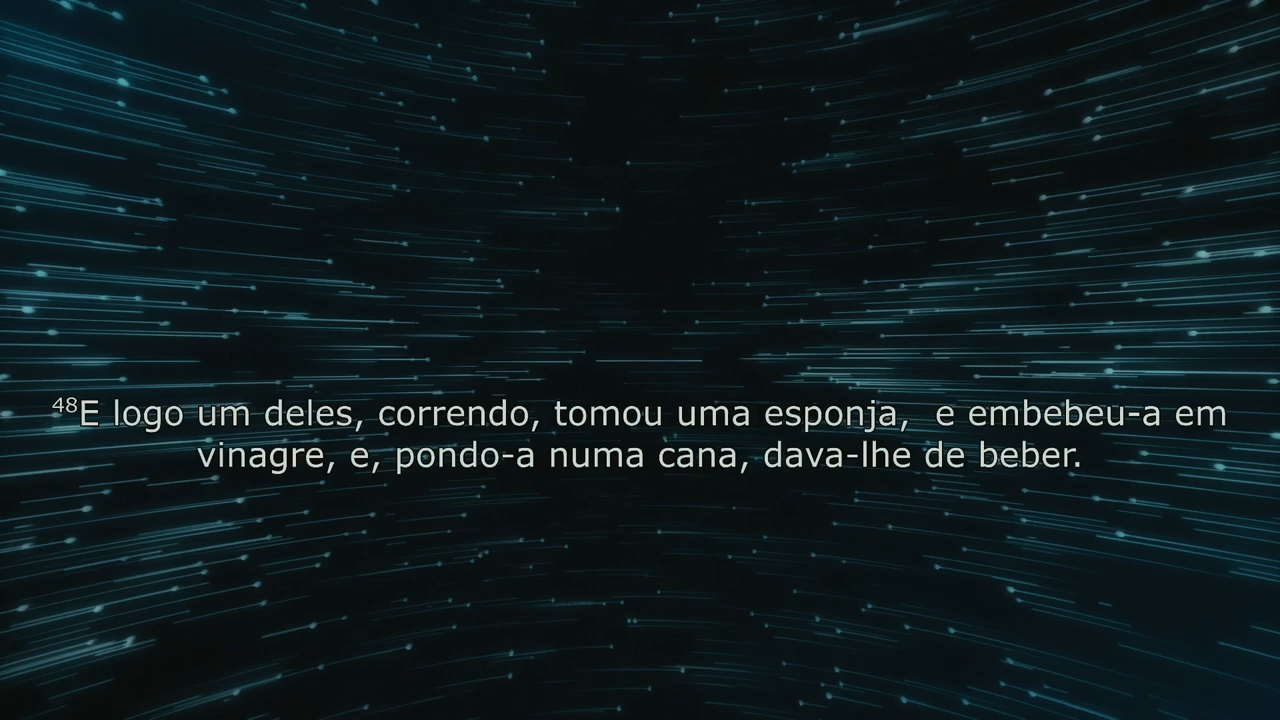 ⁴⁸E logo um deles, correndo, tomou uma esponja,  e embebeu-a em
vinagre, e, pondo-a numa cana, dava-lhe de beber.